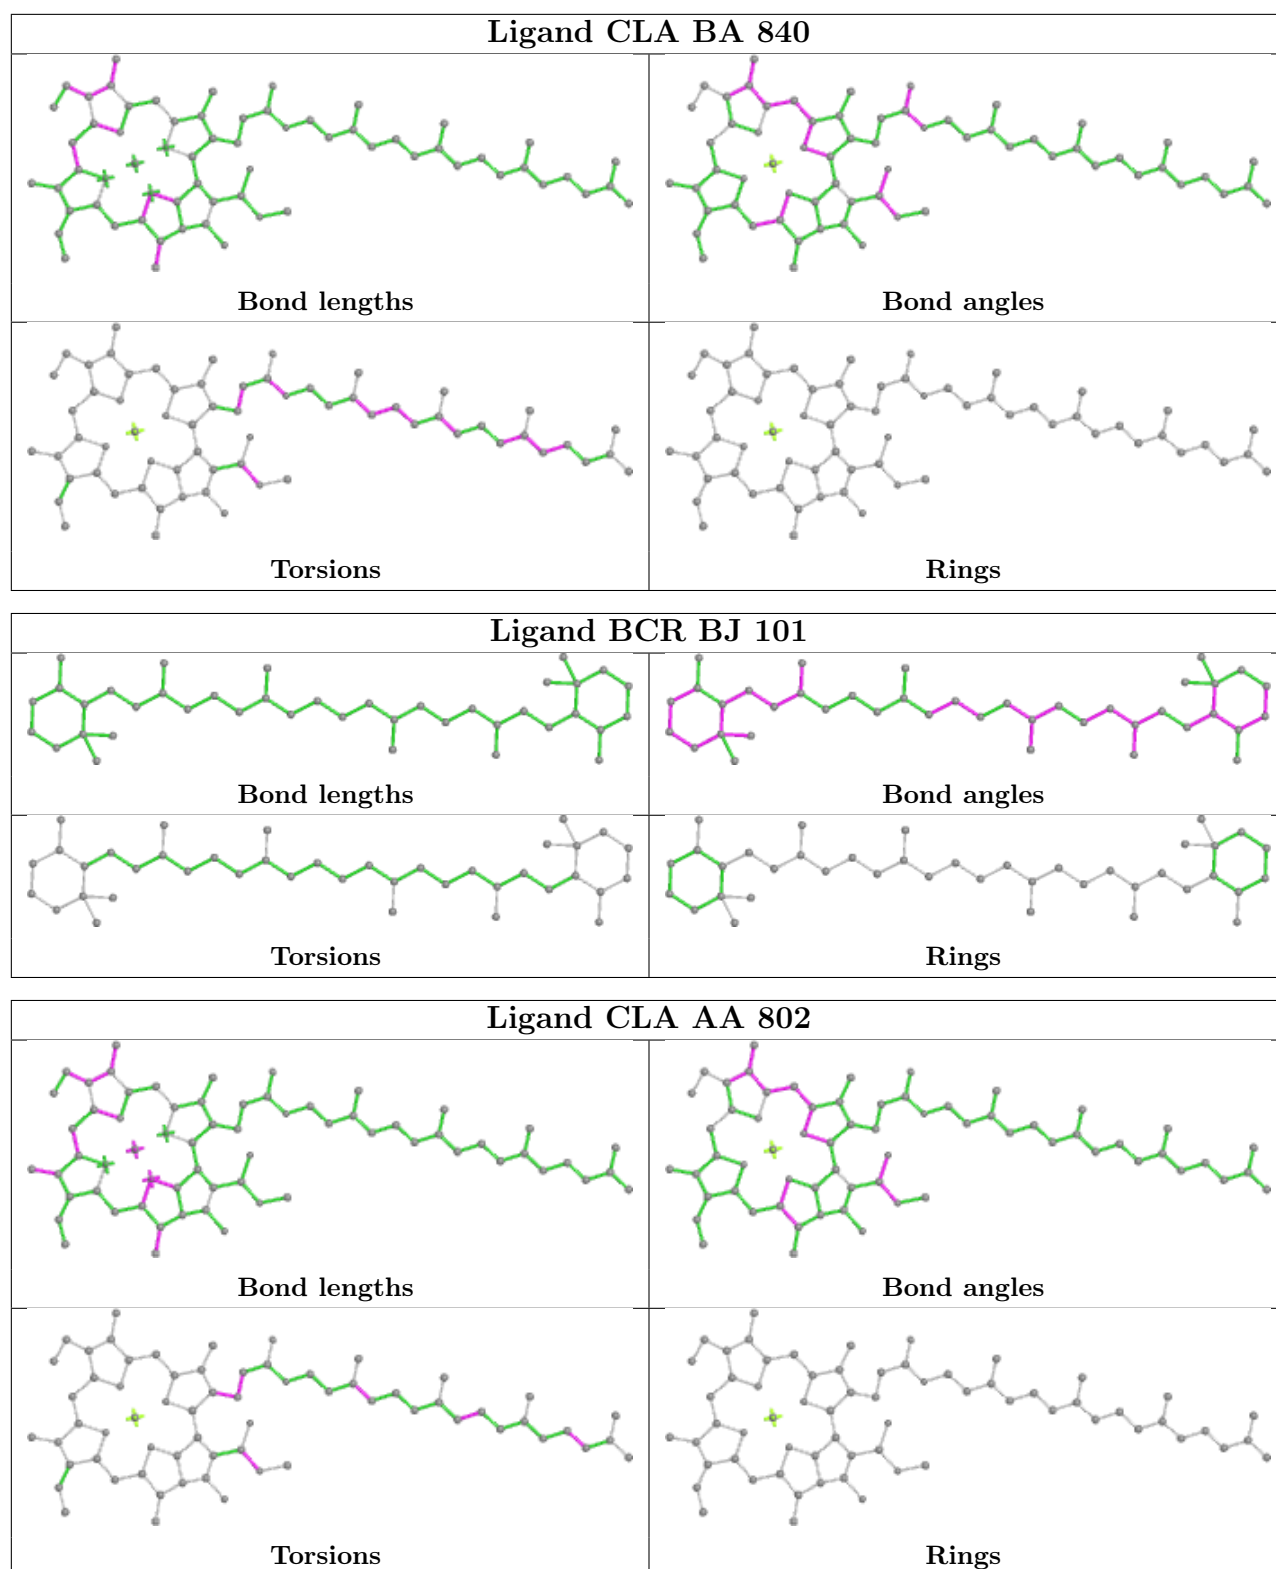 Ligand CLA BA 840
Bond lengths
Bond angles
Torsions
Rings
Ligand BCR BJ 101
Bond lengths
Bond angles
Torsions
Rings
Ligand CLA AA 802
Bond lengths
Bond angles
Torsions
Rings